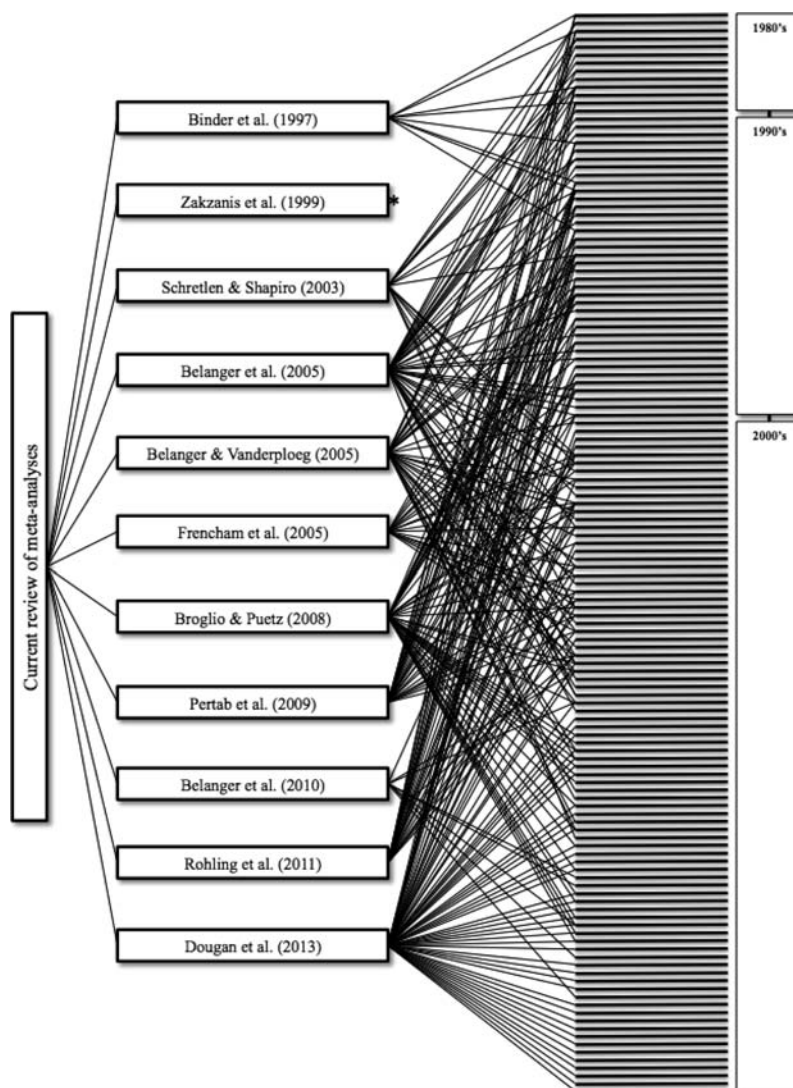 Current review of meta-analyses
Binder et al. (1997)
Zakzanis et al. (1999)
*
Schretlen & Shapiro (2003)
Belanger et al. (2005)
Belanger & Vanderploeg (2005)
Frencham et al. (2005)
Broglio & Puetz (2008)
Pertab et al. (2009)
Belanger et al. (2010)
Rohling et al. (2011)
Dougan et al. (2013)
1980's
1990's
2000's